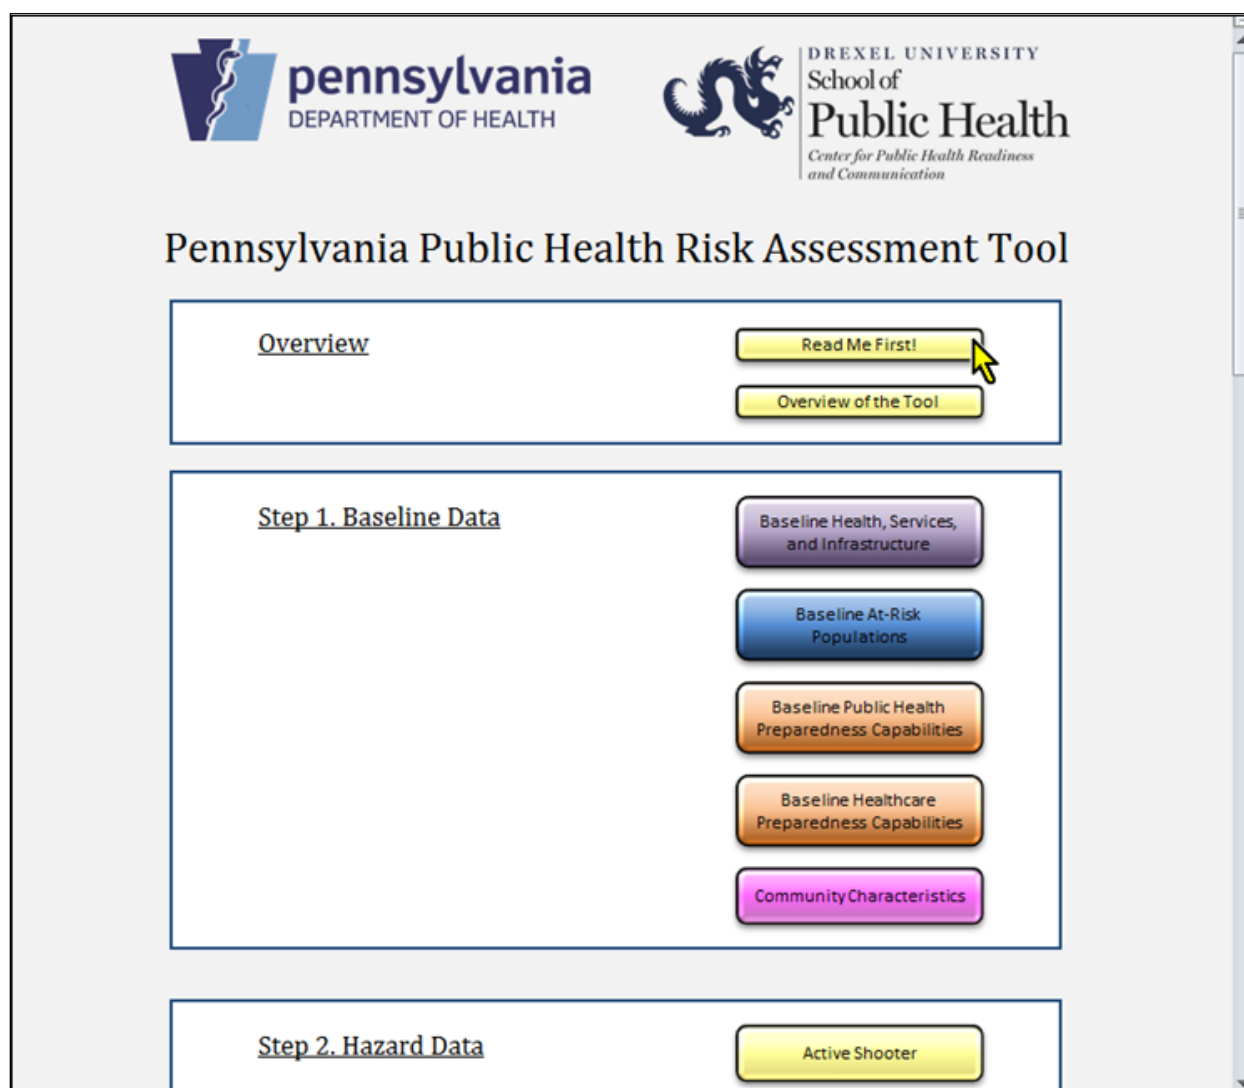 pennsylvania
DEPARTMENT OF HEALTH
DREXEL UNIVERSITY
School of
Public Health
Center for Public Health Readiness
and Communication
Pennsylvania Public Health Risk Assessment Tool
Overview
Read Me First!
Overview of the Tool
Step 1. Baseline Data
Baseline Health, Services,
and Infrastructure
Baseline At-Risk
Populations
Baseline Public Health
Preparedness Capabilities
Baseline Healthcare
Preparedness Capabilities
Community Characteristics
Step 2. Hazard Data
Active Shooter